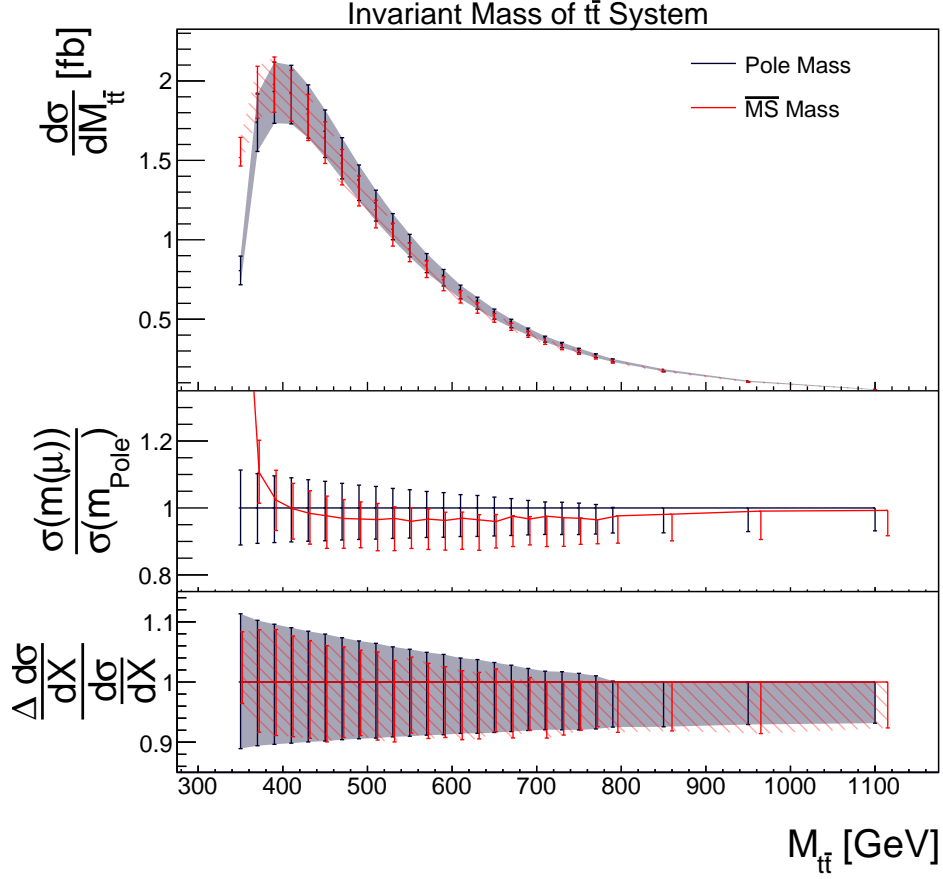 Invariant Mass of tt̄ System
dσ/dM_tt̄ [fb]
Pole Mass
M̅S̅ Mass
2
1.5
1
0.5
σ(m(μ))/σ(m_Pole)
1.2
1
0.8
Δ dσ/dX / dσ/dX
1.1
1
0.9
300 400 500 600 700 800 900 1000 1100
M_tt̄ [GeV]